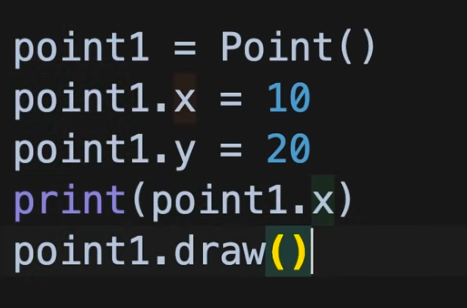 point1 = Point()
point1.x = 10
point1.y = 20
print(point1.x)
point1.draw()